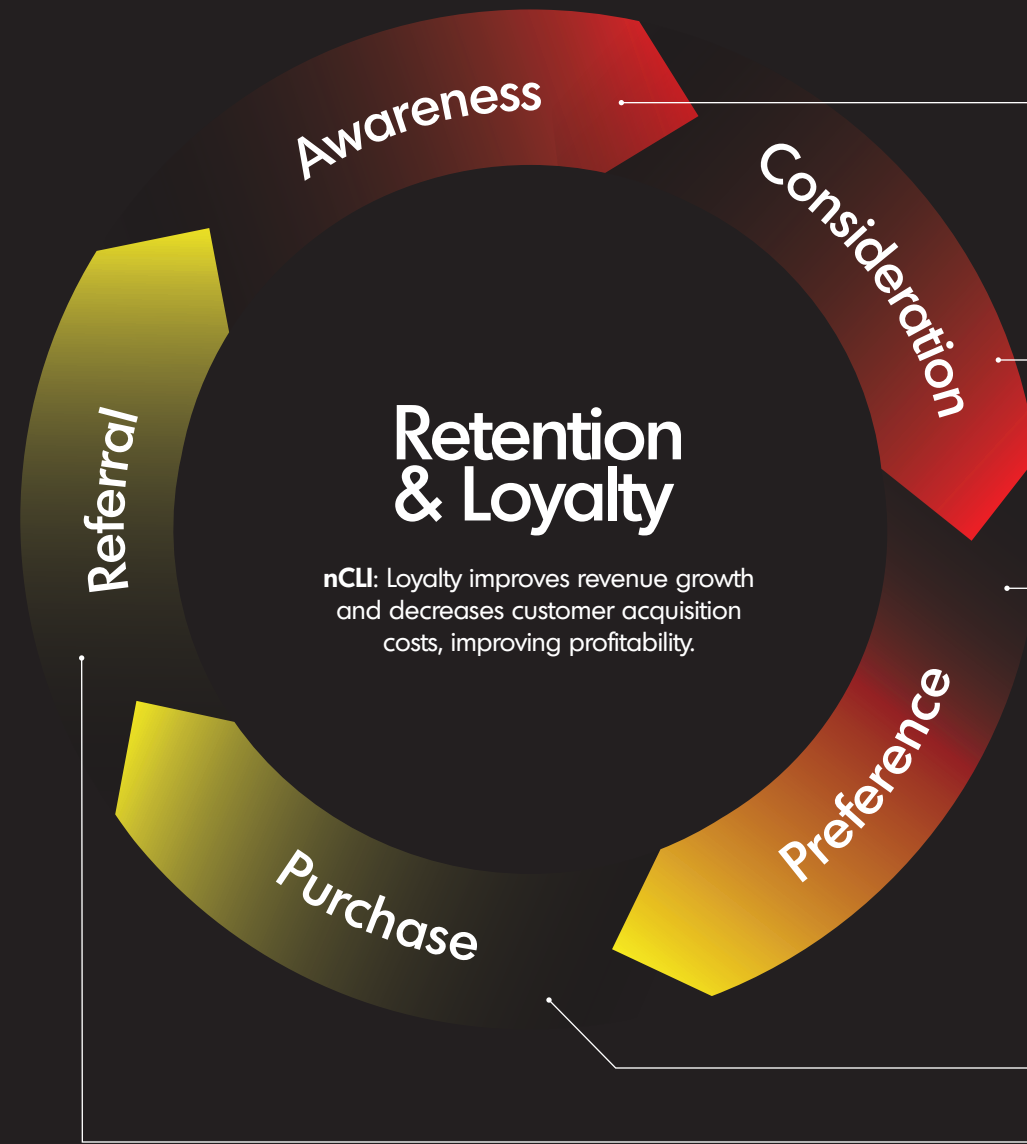 Awareness
Consideration
Preference
Purchase
Referral
Retention
& Loyalty
nCLI: Loyalty improves revenue growth
and decreases customer acquisition
costs, improving profitability.